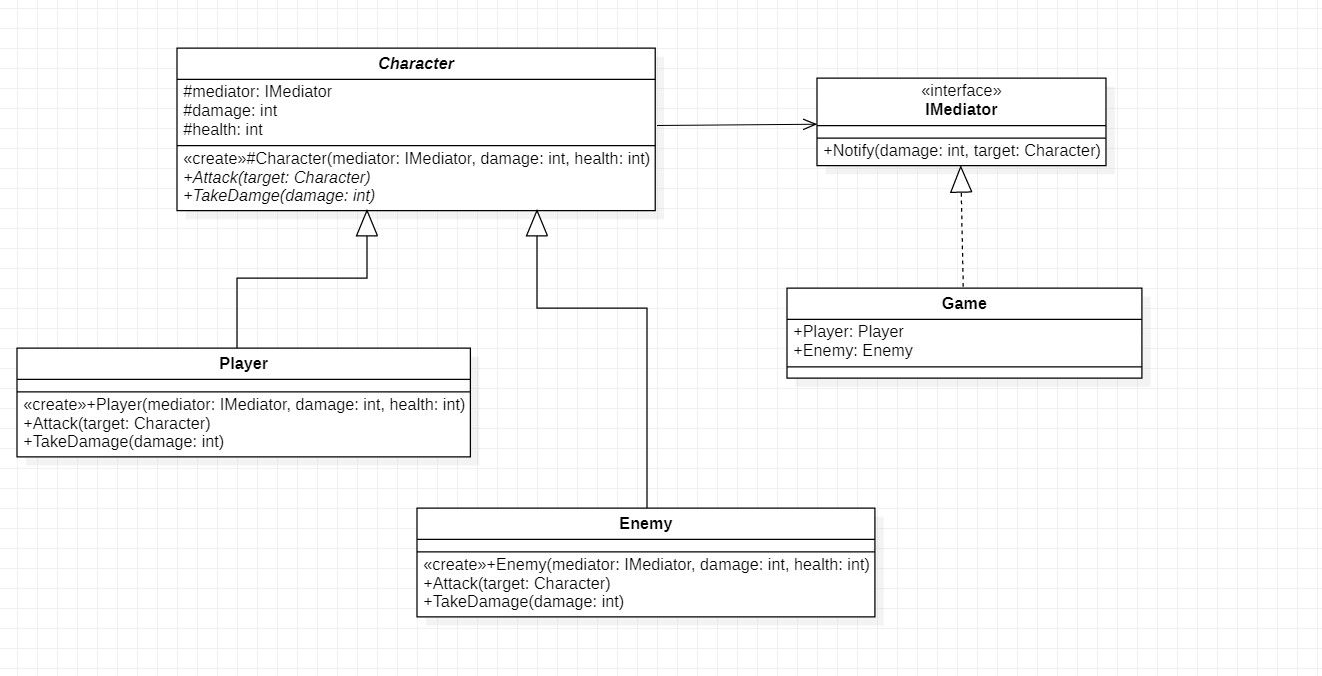 Character
#mediator: IMediator
#damage: int
#health: int
«create»#Character(mediator: IMediator, damage: int, health: int)
+Attack(target: Character)
+TakeDamge(damage: int)
«interface»
IMediator
+Notify(damage: int, target: Character)
Game
+Player: Player
+Enemy: Enemy
Player
«create»+Player(mediator: IMediator, damage: int, health: int)
+Attack(target: Character)
+TakeDamage(damage: int)
Enemy
«create»+Enemy(mediator: IMediator, damage: int, health: int)
+Attack(target: Character)
+TakeDamage(damage: int)